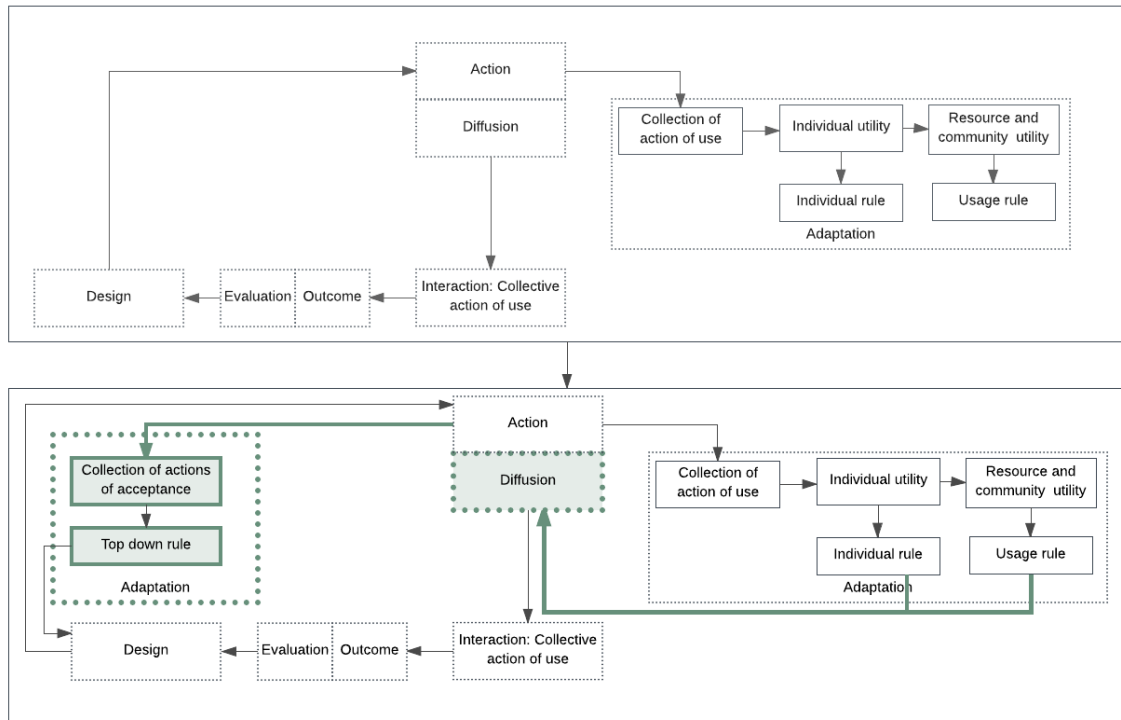 Action
Diffusion
Collection of
action of use
Individual utility
Resource and
community utility
Individual rule
Usage rule
Adaptation
Design
Evaluation
Outcome
Interaction: Collective
action of use
Action
Diffusion
Collection of actions
of acceptance
Top down rule
Adaptation
Collection of
action of use
Individual utility
Resource and
community utility
Individual rule
Usage rule
Adaptation
Design
Evaluation
Outcome
Interaction: Collective
action of use